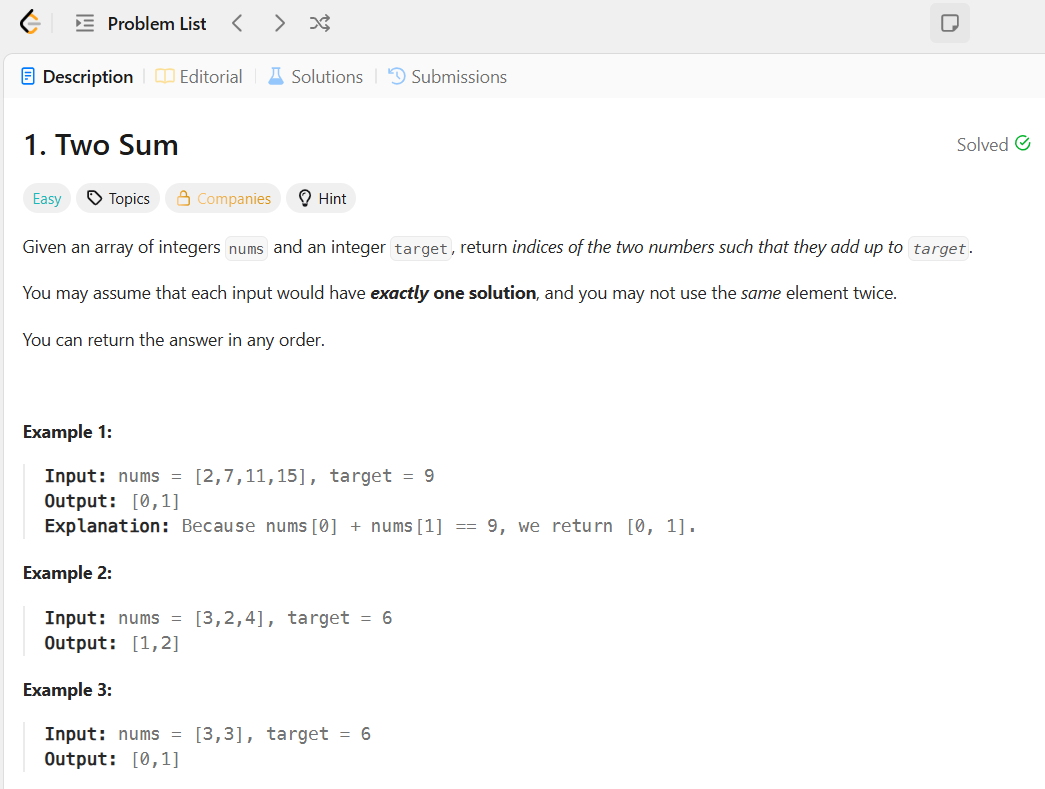 Problem List
Description Editorial Solutions Submissions
1. Two Sum
Solved
Easy Topics Companies Hint
Given an array of integers nums and an integer target, return indices of the two numbers such that they add up to target.
You may assume that each input would have exactly one solution, and you may not use the same element twice.
You can return the answer in any order.
Example 1:
Input: nums = [2,7,11,15], target = 9
Output: [0,1]
Explanation: Because nums[0] + nums[1] == 9, we return [0, 1].
Example 2:
Input: nums = [3,2,4], target = 6
Output: [1,2]
Example 3:
Input: nums = [3,3], target = 6
Output: [0,1]